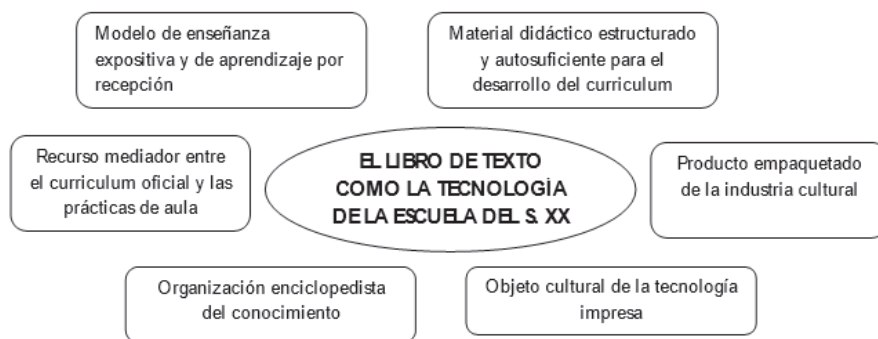 Modelo de enseñanza
expositiva y de aprendizaje por
recepción
Material didáctico estructurado
y autosuficiente para el
desarrollo del curriculum
Recurso mediador entre
el curriculum oficial y las
prácticas de aula
EL LIBRO DE TEXTO
COMO LA TECNOLOGÍA
DE LA ESCUELA DEL S. XX
Producto empaquetado
de la industria cultural
Organización enciclopedista
del conocimiento
Objeto cultural de la tecnología
impresa